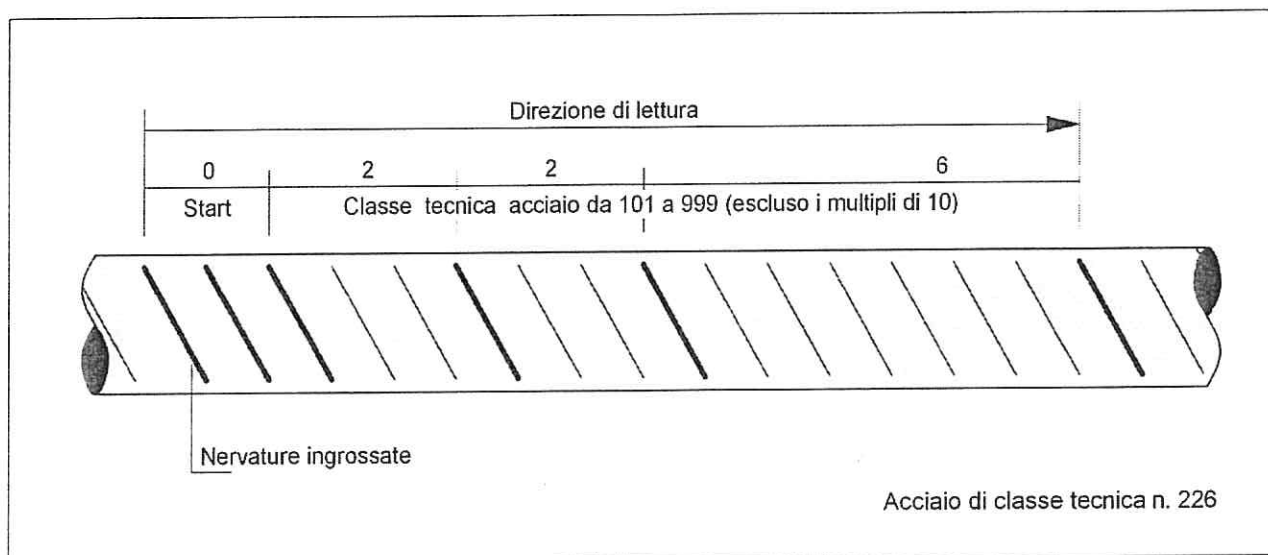 Direzione di lettura
0 2 2 6
Start Classe tecnica acciaio da 101 a 999 (escluso i multipli di 10)
Nervature ingrossate
Acciaio di classe tecnica n. 226